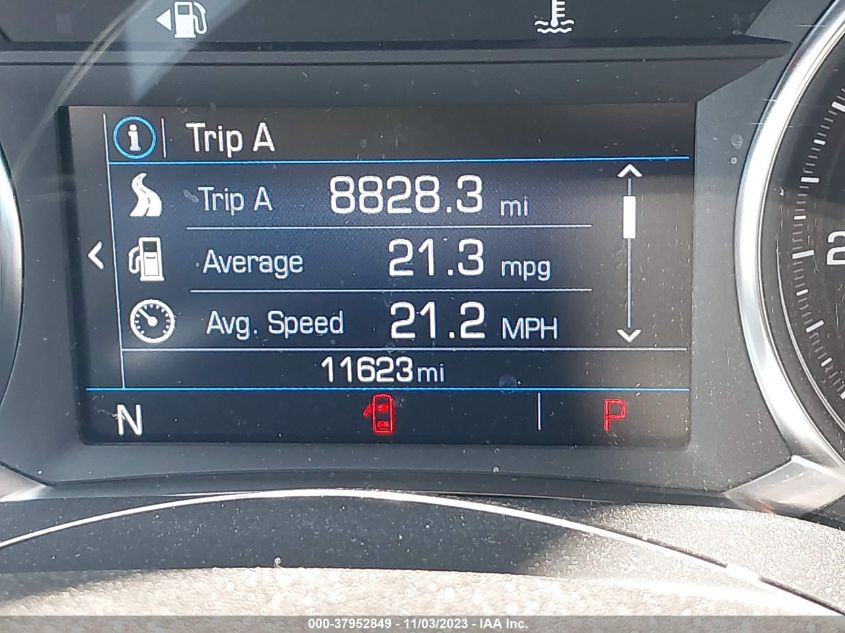 Trip A
Trip A 8828.3 mi
Average 21.3 mpg
Avg. Speed 21.2 MPH
11623 mi
N P
2
000-37952849 - 11/03/2023 - IAA Inc.